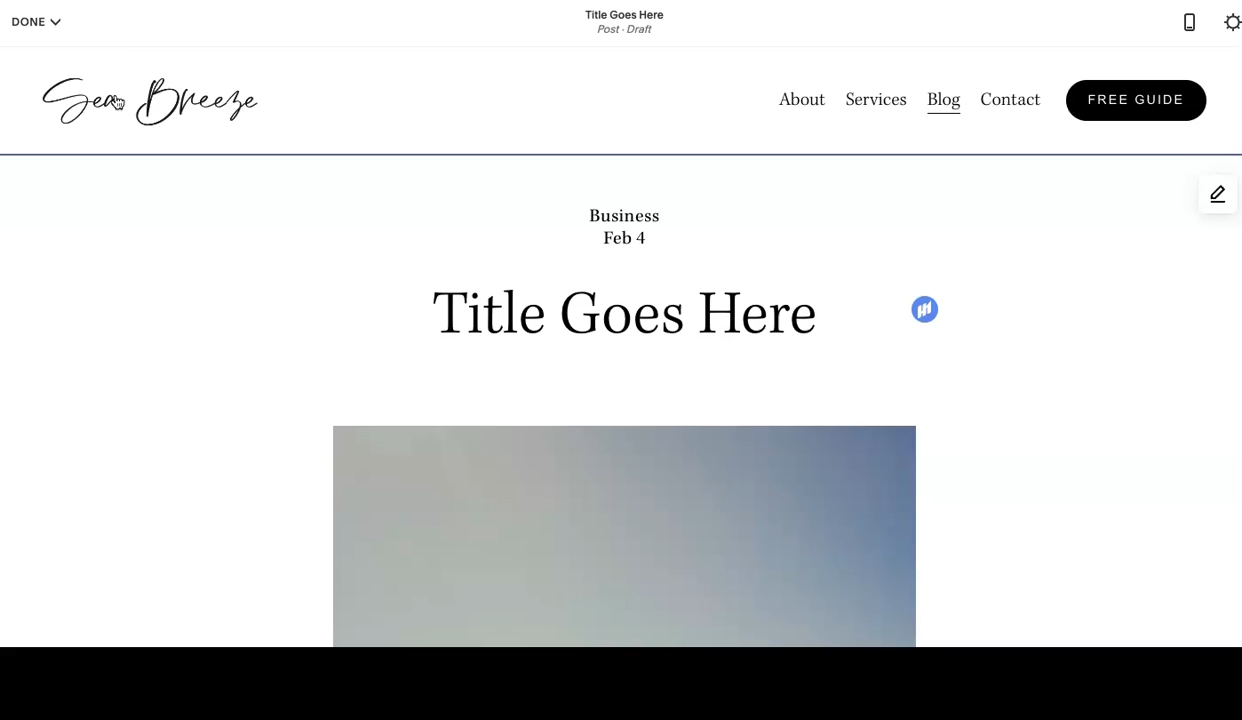 DONE
Title Goes Here
Post · Draft
Sea Breeze
About Services Blog Contact FREE GUIDE
Business
Feb 4
Title Goes Here